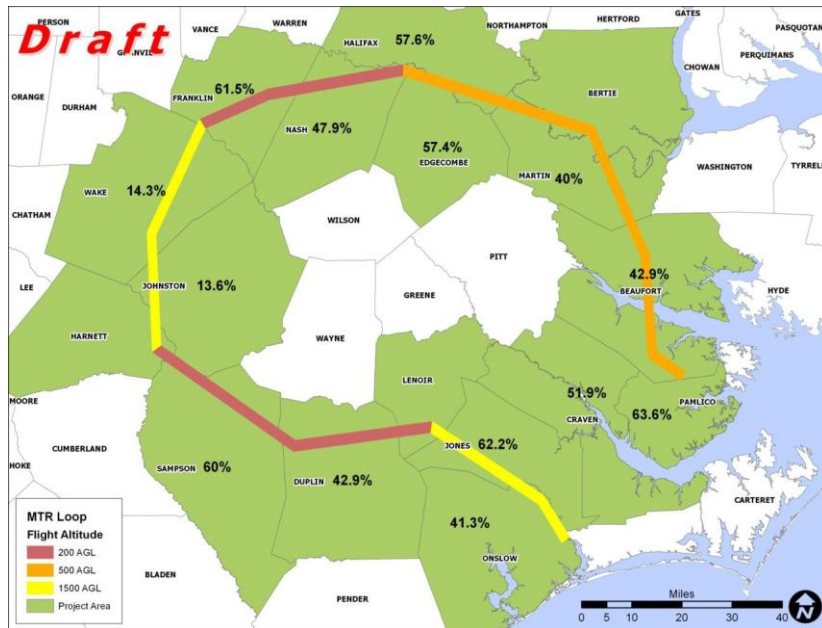 Draft
PERSON
VANCE
WARREN
NORTHAMPTON
HERTFORD
GATES
PASQUOTAN
GRANVIL
HALIFAX
57.6%
CHOWAN
PERQUIMANS
ORANGE
DURHAM
FRANKLIN
61.5%
BERTIE
NASH
47.9%
57.4%
EDGECOMBE
MARTIN
40%
WASHINGTON
TYRREL
WAKE
14.3%
CHATHAM
WILSON
PITT
LEE
JOHNSTON
13.6%
42.9%
BEAUFORT
HYDE
GREENE
HARNETT
WAYNE
LENOIR
51.9%
CRAVEN
PAMLICO
63.6%
MOORE
CUMBERLAND
HOKE
SAMPSON
60%
DUPLIN
42.9%
JONES
62.2%
CARTERET
41.3%
ONSLOW
BLADEN
PENDER
MTR Loop
Flight Altitude
200 AGL
500 AGL
1500 AGL
Project Area
Miles
0 5 10 20 30 40
N